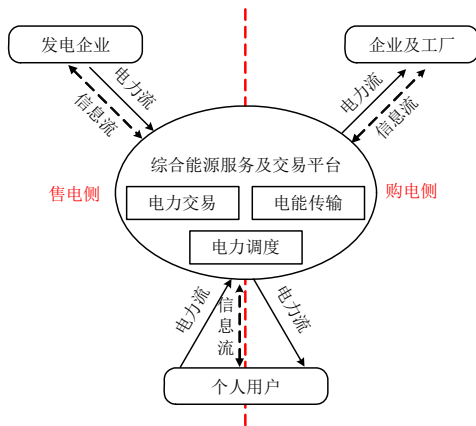 发电企业
企业及工厂
电力流
信息流
电力流
信息流
综合能源服务及交易平台
售电侧
购电侧
电力交易
电能传输
电力调度
电力流
信息流
电力流
个人用户